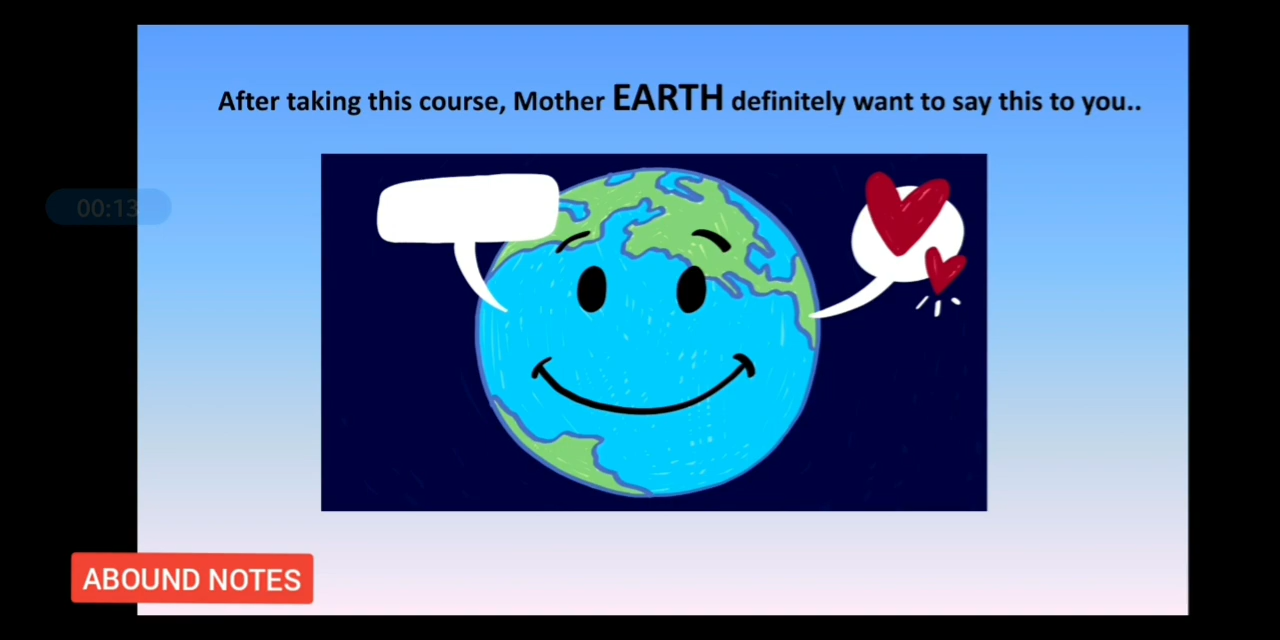 After taking this course, Mother EARTH definitely want to say this to you..
00:13
ABOUND NOTES